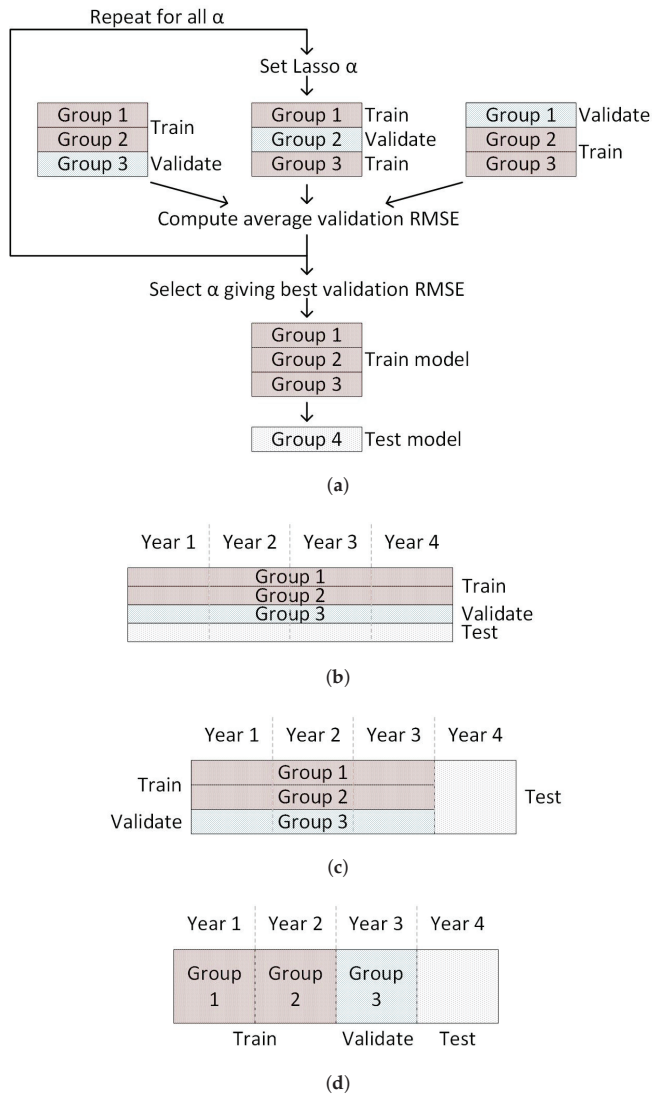 Repeat for all α
Set Lasso α
Group 1
Group 2
Group 3
Train
Validate
Group 1
Group 2
Group 3
Train
Validate
Train
Group 1
Group 2
Group 3
Validate
Train
Compute average validation RMSE
Select α giving best validation RMSE
Group 1
Group 2
Group 3
Train model
Group 4
Test model
(a)
Year 1
Year 2
Year 3
Year 4
Group 1
Group 2
Group 3
Train
Validate
Test
(b)
Year 1
Year 2
Year 3
Year 4
Train
Validate
Group 1
Group 2
Group 3
Test
(c)
Year 1
Year 2
Year 3
Year 4
Group
1
Group
2
Group
3
Train
Validate
Test
(d)